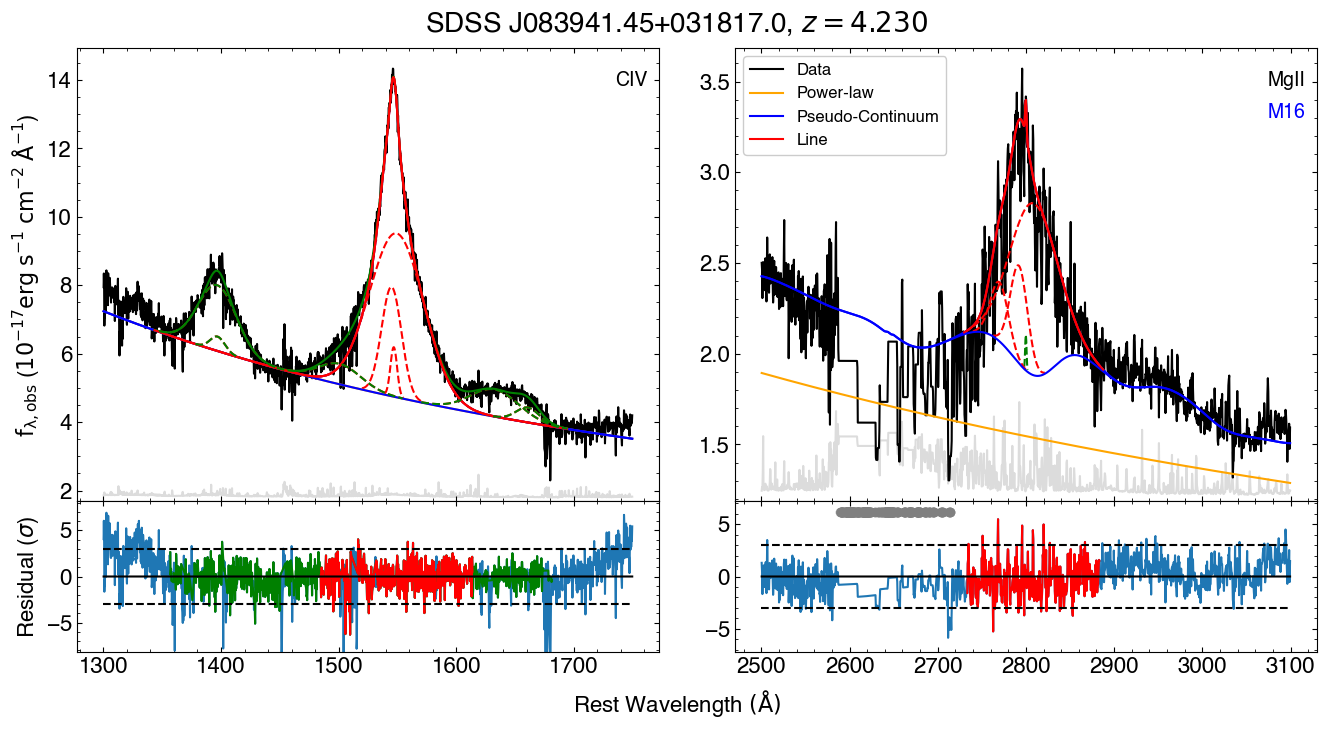 SDSS J083941.45+031817.0, z = 4.230
f_λ,obs (10^−17 erg s^−1 cm^−2 Å^−1)
14
12
10
8
6
4
2
CIV
3.5
3.0
2.5
2.0
1.5
Data
Power-law
Pseudo-Continuum
Line
MgII
M16
Residual (σ)
5
0
−5
5
0
−5
1300 1400 1500 1600 1700
2500 2600 2700 2800 2900 3000 3100
Rest Wavelength (Å)